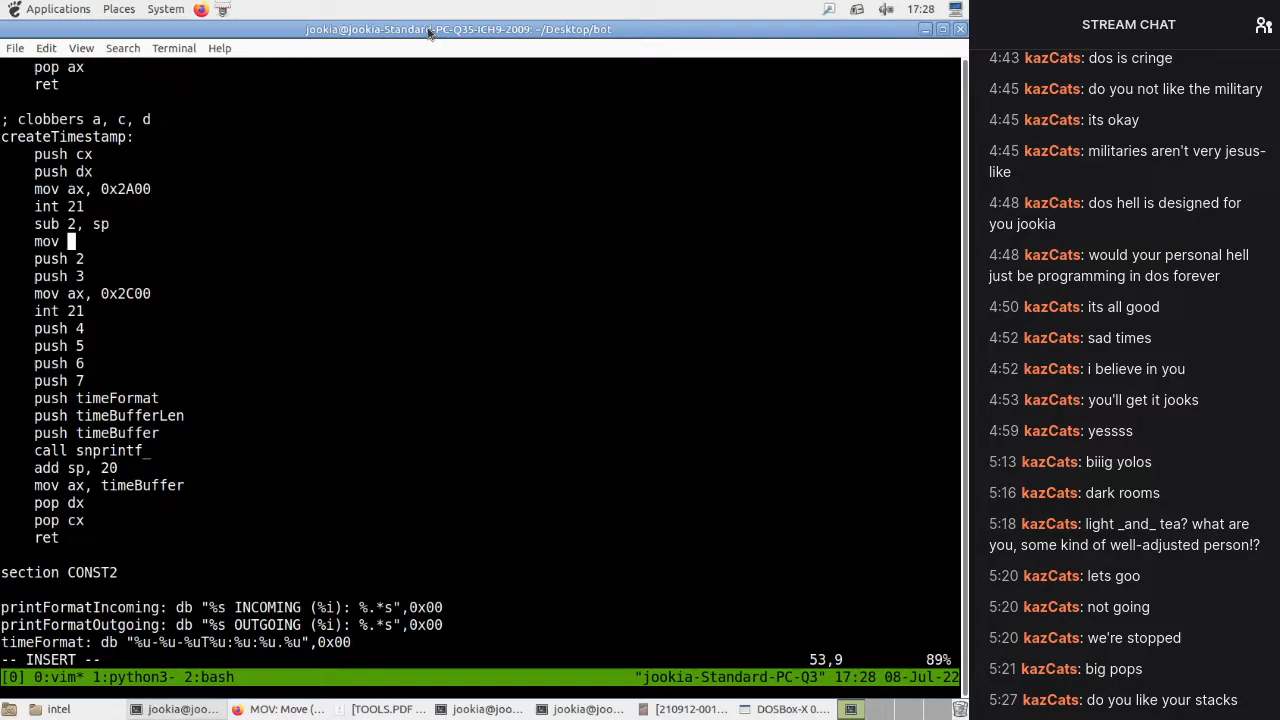 Applications Places System 17:28
jookia@jookia-Standard-PC-Q35-ICH9-2009: ~/Desktop/bot
File Edit View Search Terminal Help
pop ax
ret
; clobbers a, c, d
createTimestamp:
push cx
push dx
mov ax, 0x2A00
int 21
sub 2, sp
mov
push 2
push 3
mov ax, 0x2C00
int 21
push 4
push 5
push 6
push 7
push timeFormat
push timeBufferLen
push timeBuffer
call snprintf_
add sp, 20
mov ax, timeBuffer
pop dx
pop cx
ret
section CONST2
printFormatIncoming: db "%s INCOMING (%i): %.*s",0x00
printFormatOutgoing: db "%s OUTGOING (%i): %.*s",0x00
timeFormat: db "%u-%u-%uT%u:%u:%u.%u",0x00
-- INSERT -- 53,9 89%
[0] 0:vim* 1:python3- 2:bash "jookia-Standard-PC-Q3" 17:28 08-Jul-22
intel jookia@joo... MOV: Move (... [TOOLS.PDF ... jookia@joo... jookia@joo... [210912-001... DOSBox-X 0....
STREAM CHAT
4:43 kazCats: dos is cringe
4:45 kazCats: do you not like the military
4:45 kazCats: its okay
4:45 kazCats: militaries aren't very jesus-
like
4:48 kazCats: dos hell is designed for
you jookia
4:48 kazCats: would your personal hell
just be programming in dos forever
4:50 kazCats: its all good
4:52 kazCats: sad times
4:52 kazCats: i believe in you
4:53 kazCats: you'll get it jooks
4:59 kazCats: yessss
5:13 kazCats: biiig yolos
5:16 kazCats: dark rooms
5:18 kazCats: light _and_ tea? what are
you, some kind of well-adjusted person!?
5:20 kazCats: lets goo
5:20 kazCats: not going
5:20 kazCats: we're stopped
5:21 kazCats: big pops
5:27 kazCats: do you like your stacks